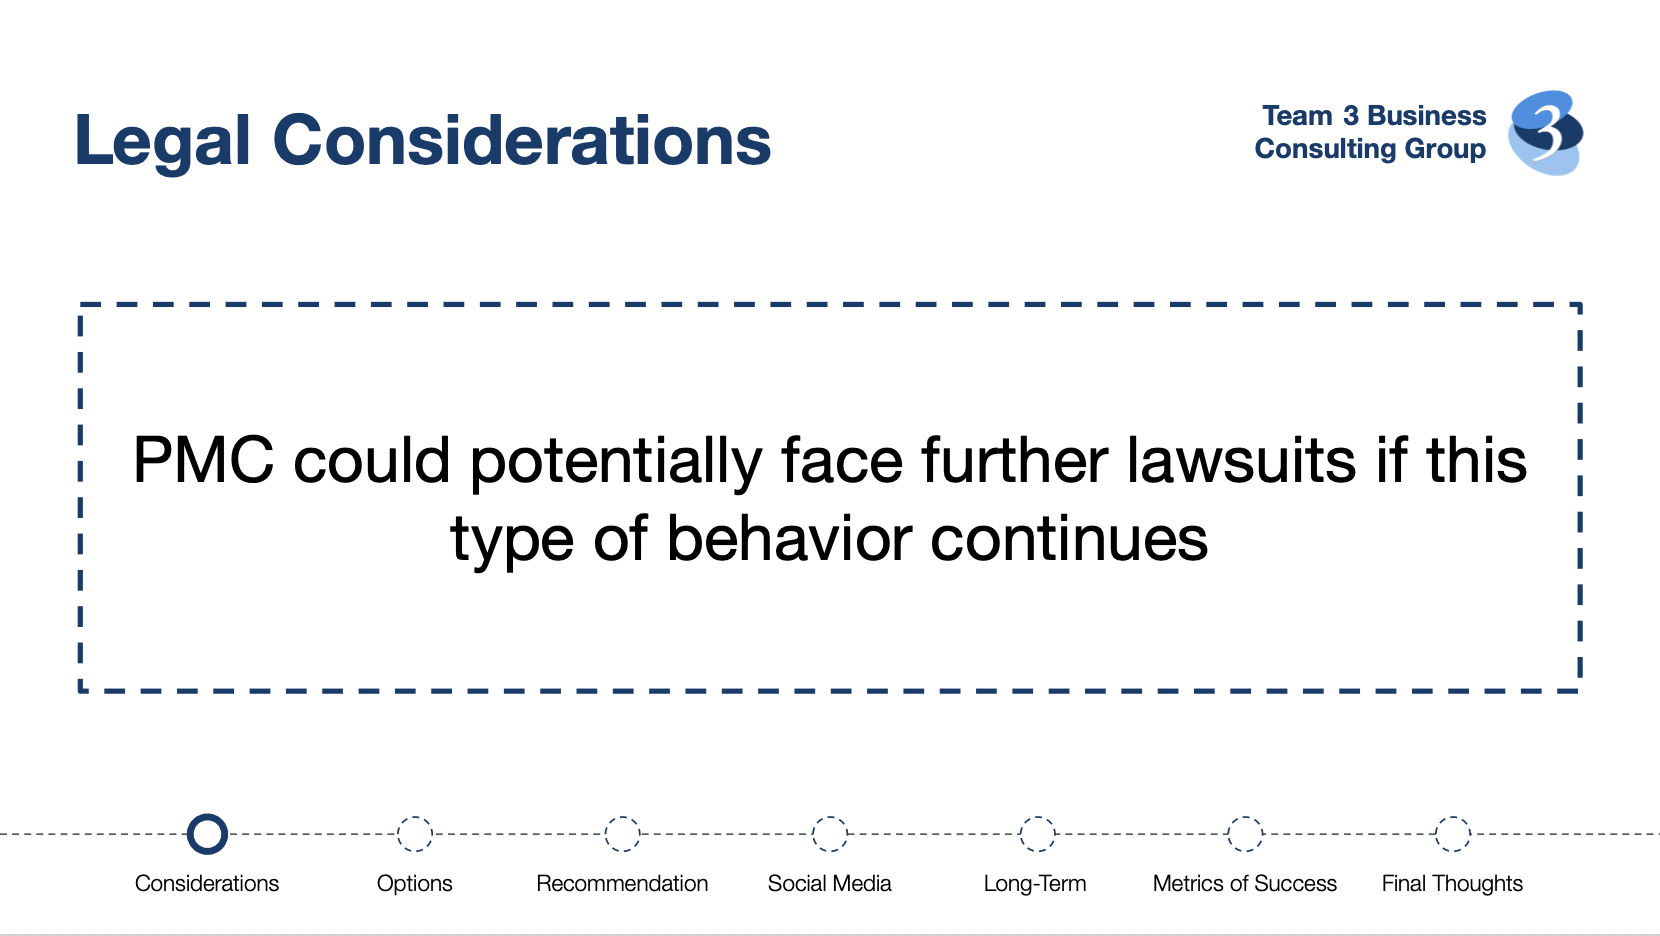 Legal Considerations
Team 3 Business
Consulting Group
3
PMC could potentially face further lawsuits if this
type of behavior continues
Considerations
Options
Recommendation
Social Media
Long-Term
Metrics of Success
Final Thoughts